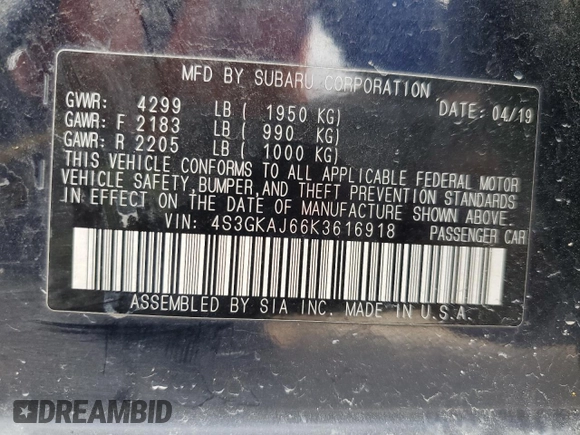 MFD BY SUBARU CORPORATION
GVWR: 4299 LB ( 1950 KG) DATE: 04/19
GAWR: F 2183 LB ( 990 KG)
GAWR: R 2205 LB ( 1000 KG)
THIS VEHICLE CONFORMS TO ALL APPLICABLE FEDERAL MOTOR
VEHICLE SAFETY, BUMPER, AND THEFT PREVENTION STANDARDS
IN EFFECT ON THE DATE OF MANUFACTURE SHOWN ABOVE.
VIN: 4S3GKAJ66K3616918 PASSENGER CAR
ASSEMBLED BY SIA INC. MADE IN U.S.A.
DREAMBID